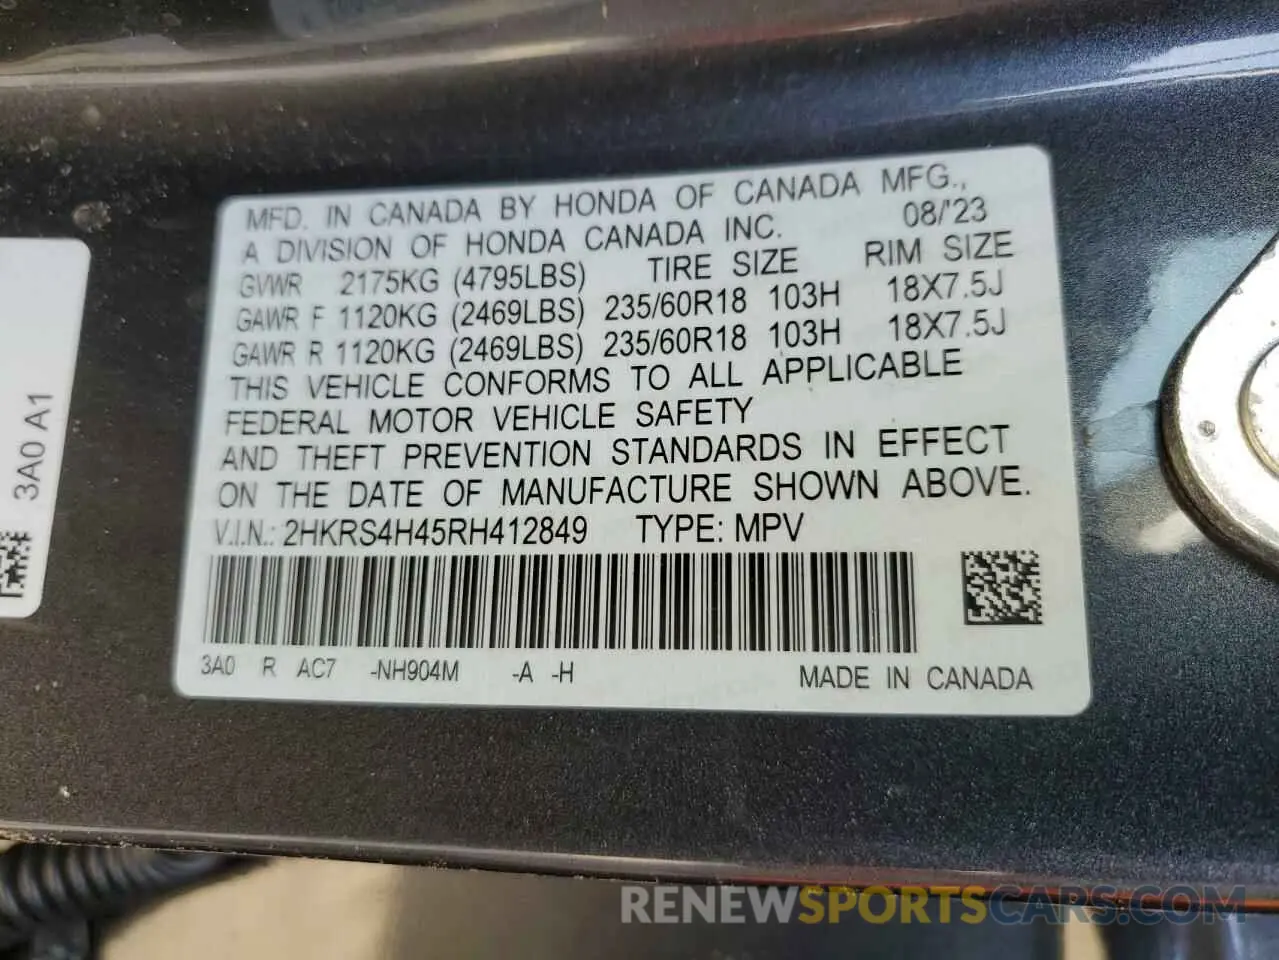 MFD. IN CANADA BY HONDA OF CANADA MFG.,
A DIVISION OF HONDA CANADA INC. 08/'23
GVWR 2175KG (4795LBS) TIRE SIZE RIM SIZE
GAWR F 1120KG (2469LBS) 235/60R18 103H 18X7.5J
GAWR R 1120KG (2469LBS) 235/60R18 103H 18X7.5J
THIS VEHICLE CONFORMS TO ALL APPLICABLE
FEDERAL MOTOR VEHICLE SAFETY
AND THEFT PREVENTION STANDARDS IN EFFECT
ON THE DATE OF MANUFACTURE SHOWN ABOVE.
V.I.N.: 2HKRS4H45RH412849 TYPE: MPV
3A0 R AC7 -NH904M -A -H MADE IN CANADA
3A0 A1
RENEWSPORTSCARS.COM